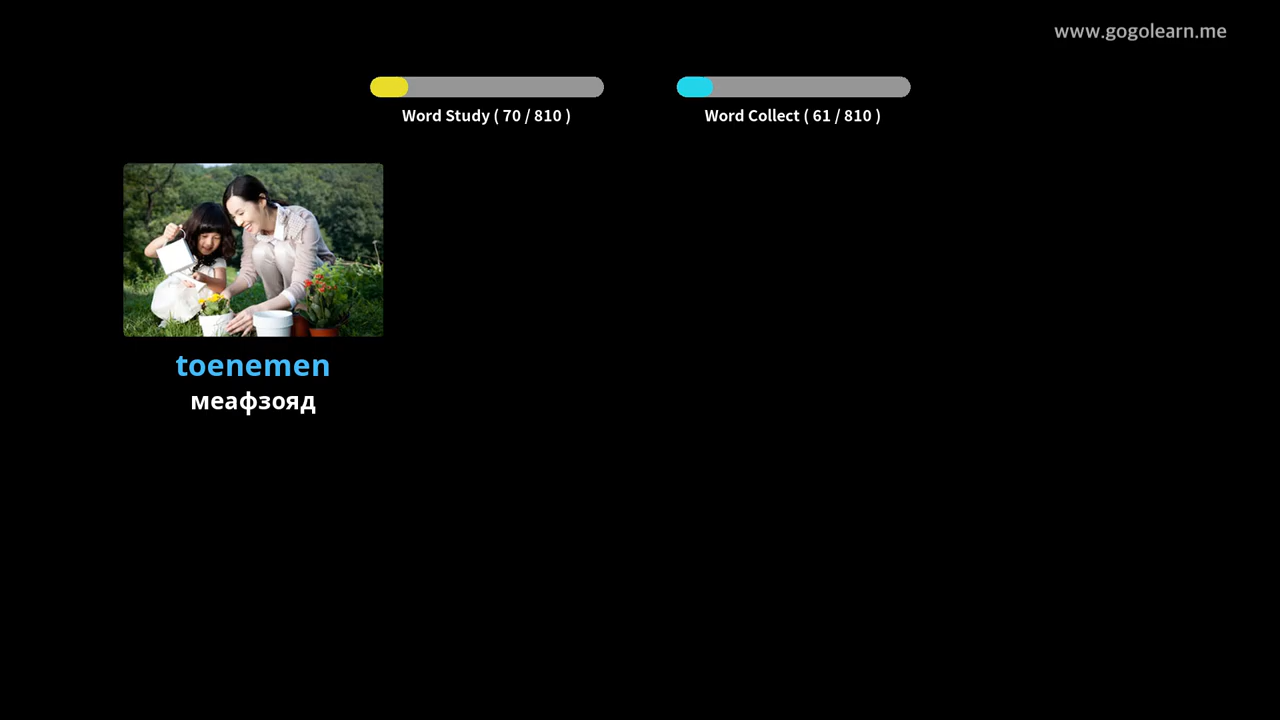 www.gogolearn.me
Word Study ( 70 / 810 )
Word Collect ( 61 / 810 )
toenemen
меафзояд